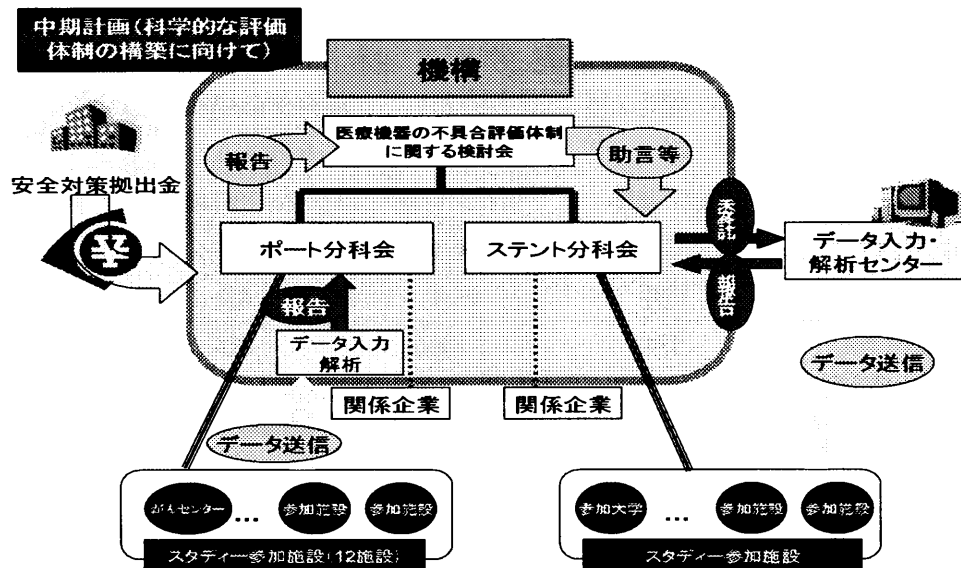 中期計画(科学的な評価
体制の構築に向けて)
機構
医療機器の不具合評価体制
に関する検討会
報告
助言等
安全対策拠出金
¥
ポート分科会
ステント分科会
委託
報告
データ入力・
解析センター
報告
データ入力
解析
データ送信
関係企業
関係企業
データ送信
がんセンター
…
参加施設
参加施設
スタディー参加施設(12施設)
参加大学
…
参加施設
参加施設
スタディー参加施設